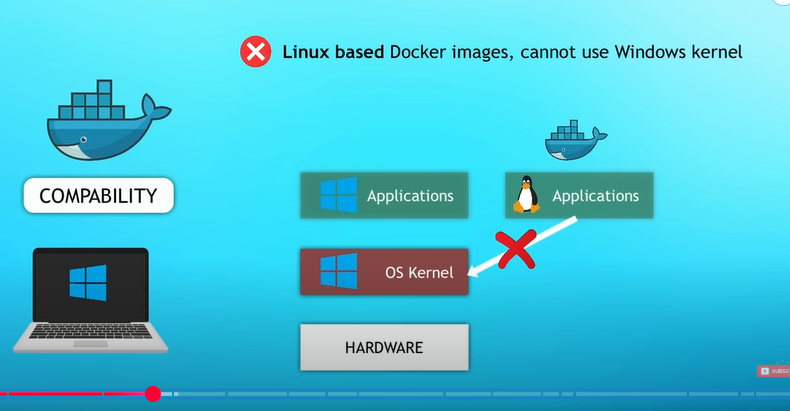 Linux based Docker images, cannot use Windows kernel
COMPABILITY
Applications
Applications
OS Kernel
HARDWARE